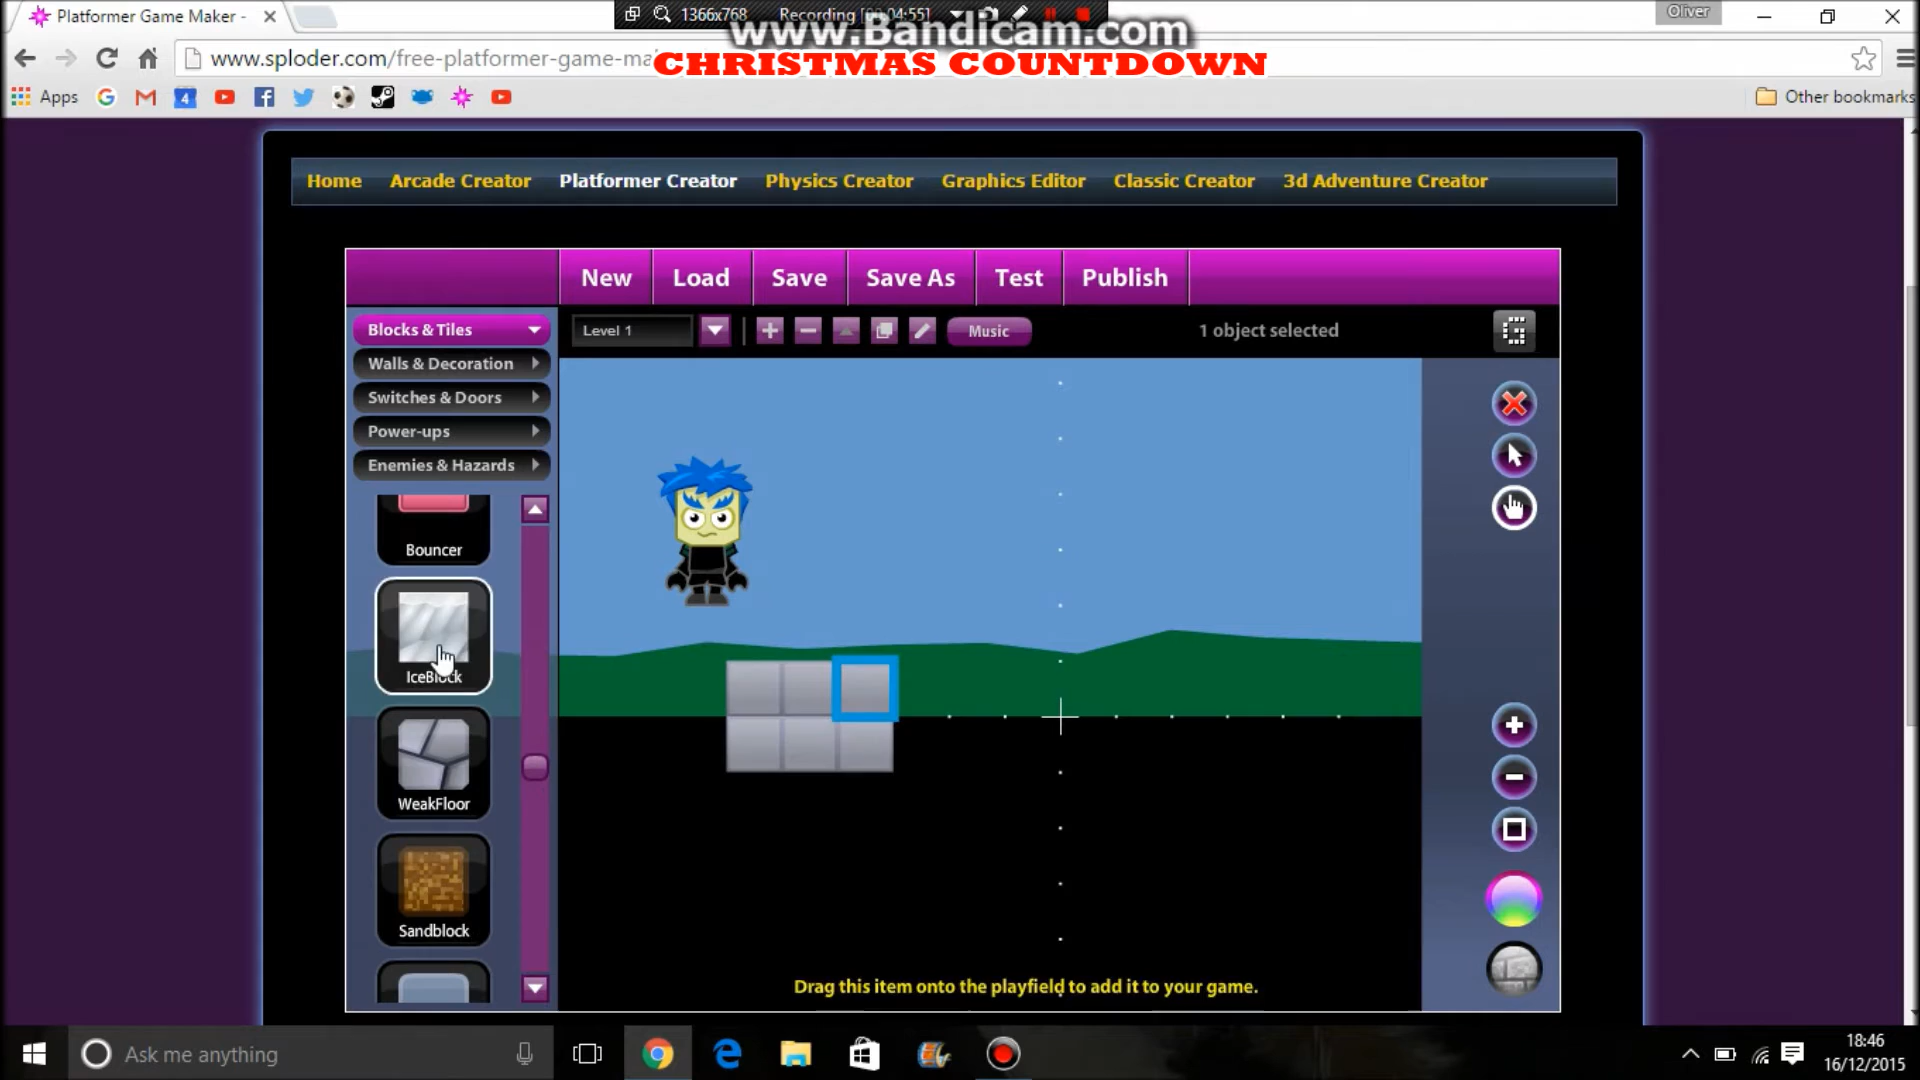 Platformer Game Maker -
1366x768 Recording [00:04:55]
Oliver
www.Bandicam.com
www.sploder.com/free-platformer-game-ma
CHRISTMAS COUNTDOWN
Apps
Other bookmarks
Home Arcade Creator Platformer Creator Physics Creator Graphics Editor Classic Creator 3d Adventure Creator
New Load Save Save As Test Publish
Blocks & Tiles
Level 1
Music
1 object selected
Walls & Decoration
Switches & Doors
Power-ups
Enemies & Hazards
Bouncer
IceBlock
WeakFloor
Sandblock
Drag this item onto the playfield to add it to your game.
Ask me anything
18:46
16/12/2015